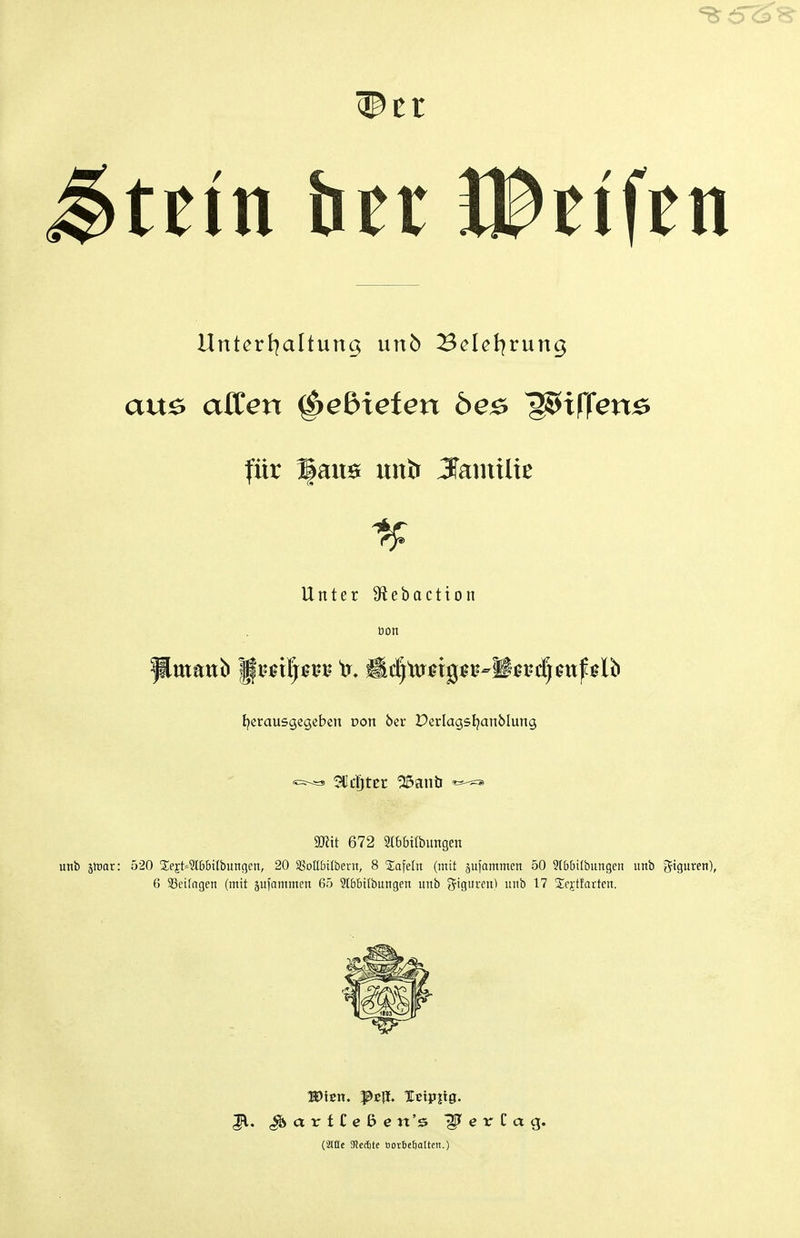 8568
Der
Stein der Weisen
Unterhaltung und Belehrung
aus allen Gebieten des Wissens
für Haus und Familie
Unter Redaction
von
Amand Freiherr v. Schweiger-Lerchenfeld
herausgegeben von der Verlagshandlung
Achter Band
Mit 672 Abbildungen
und zwar: 520 Text-Abbildungen, 20 Vollbildern, 8 Tafeln (mit zusammen 50 Abbildungen und Figuren),
6 Beilagen (mit zusammen 65 Abbildungen und Figuren) und 17 Textkarten.
1803
Wien. Pest. Leipzig.
A. Hartleben's Verlag.
(Alle Rechte vorbehalten.)